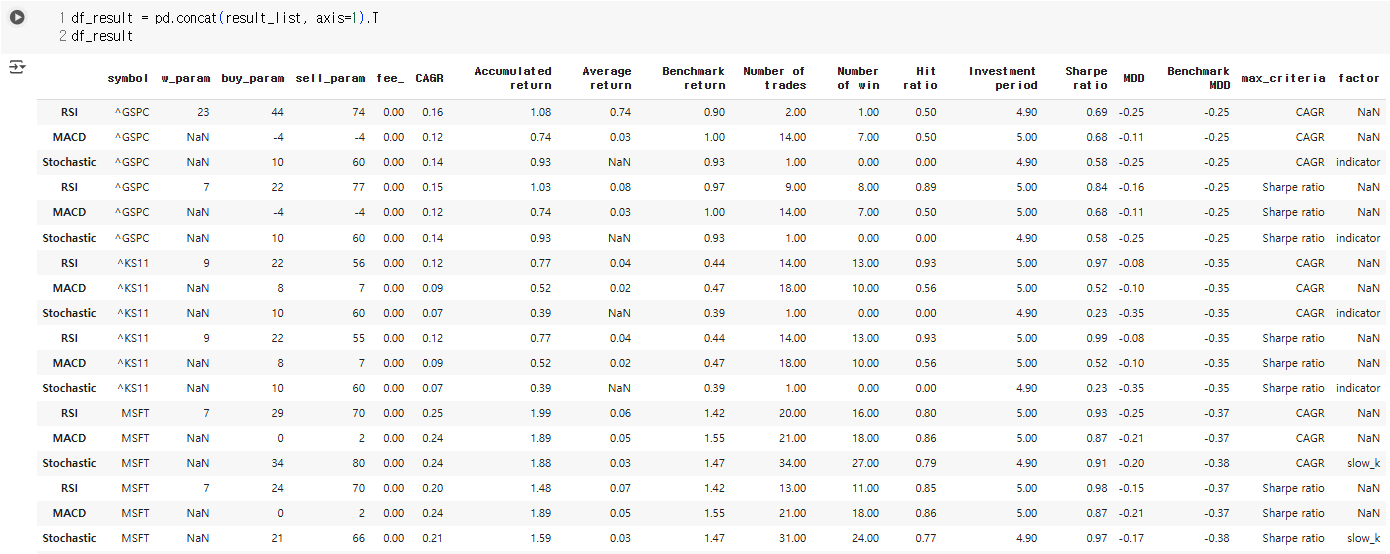 1 df_result = pd.concat(result_list, axis=1).T
2 df_result
symbol w_param buy_param sell_param fee_ CAGR Accumulated return Average return Benchmark return Number of trades Number of win Hit ratio Investment period Sharpe ratio MDD Benchmark MDD max_criteria factor
RSI ^GSPC 23 44 74 0.00 0.16 1.08 0.74 0.90 2.00 1.00 0.50 4.90 0.69 -0.25 -0.25 CAGR NaN
MACD ^GSPC NaN -4 -4 0.00 0.12 0.74 0.03 1.00 14.00 7.00 0.50 5.00 0.68 -0.11 -0.25 CAGR NaN
Stochastic ^GSPC NaN 10 60 0.00 0.14 0.93 NaN 0.93 1.00 0.00 0.00 4.90 0.58 -0.25 -0.25 CAGR indicator
RSI ^GSPC 7 22 77 0.00 0.15 1.03 0.08 0.97 9.00 8.00 0.89 5.00 0.84 -0.16 -0.25 Sharpe ratio NaN
MACD ^GSPC NaN -4 -4 0.00 0.12 0.74 0.03 1.00 14.00 7.00 0.50 5.00 0.68 -0.11 -0.25 Sharpe ratio NaN
Stochastic ^GSPC NaN 10 60 0.00 0.14 0.93 NaN 0.93 1.00 0.00 0.00 4.90 0.58 -0.25 -0.25 Sharpe ratio indicator
RSI ^KS11 9 22 56 0.00 0.12 0.77 0.04 0.44 14.00 13.00 0.93 5.00 0.97 -0.08 -0.35 CAGR NaN
MACD ^KS11 NaN 8 7 0.00 0.09 0.52 0.02 0.47 18.00 10.00 0.56 5.00 0.52 -0.10 -0.35 CAGR NaN
Stochastic ^KS11 NaN 10 60 0.00 0.07 0.39 NaN 0.39 1.00 0.00 0.00 4.90 0.23 -0.35 -0.35 CAGR indicator
RSI ^KS11 9 22 55 0.00 0.12 0.77 0.04 0.44 14.00 13.00 0.93 5.00 0.99 -0.08 -0.35 Sharpe ratio NaN
MACD ^KS11 NaN 8 7 0.00 0.09 0.52 0.02 0.47 18.00 10.00 0.56 5.00 0.52 -0.10 -0.35 Sharpe ratio NaN
Stochastic ^KS11 NaN 10 60 0.00 0.07 0.39 NaN 0.39 1.00 0.00 0.00 4.90 0.23 -0.35 -0.35 Sharpe ratio indicator
RSI MSFT 7 29 70 0.00 0.25 1.99 0.06 1.42 20.00 16.00 0.80 5.00 0.93 -0.25 -0.37 CAGR NaN
MACD MSFT NaN 0 2 0.00 0.24 1.89 0.05 1.55 21.00 18.00 0.86 5.00 0.87 -0.21 -0.37 CAGR NaN
Stochastic MSFT NaN 34 80 0.00 0.24 1.88 0.03 1.47 34.00 27.00 0.79 4.90 0.91 -0.20 -0.38 CAGR slow_k
RSI MSFT 7 24 70 0.00 0.20 1.48 0.07 1.42 13.00 11.00 0.85 5.00 0.98 -0.15 -0.37 Sharpe ratio NaN
MACD MSFT NaN 0 2 0.00 0.24 1.89 0.05 1.55 21.00 18.00 0.86 5.00 0.87 -0.21 -0.37 Sharpe ratio NaN
Stochastic MSFT NaN 21 66 0.00 0.21 1.59 0.03 1.47 31.00 24.00 0.77 4.90 0.97 -0.17 -0.38 Sharpe ratio slow_k